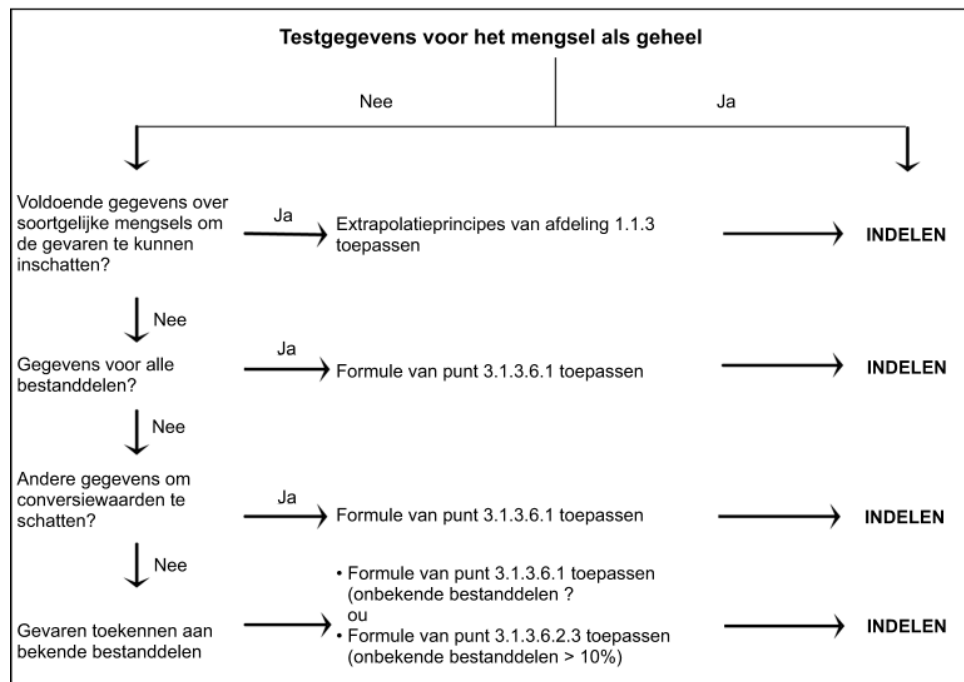 Testgegevens voor het mengsel als geheel
Nee
Ja
Voldoende gegevens over
soortgelijke mengsels om
de gevaren te kunnen
inschatten?
Ja
Extrapolatieprincipes van afdeling 1.1.3
toepassen
INDELEN
Nee
Gegevens voor alle
bestanddelen?
Ja
Formule van punt 3.1.3.6.1 toepassen
INDELEN
Nee
Andere gegevens om
conversiewaarden te
schatten?
Ja
Formule van punt 3.1.3.6.1 toepassen
INDELEN
Nee
Gevaren toekennen aan
bekende bestanddelen
• Formule van punt 3.1.3.6.1 toepassen
(onbekende bestanddelen ?
ou
• Formule van punt 3.1.3.6.2.3 toepassen
(onbekende bestanddelen > 10%)
INDELEN